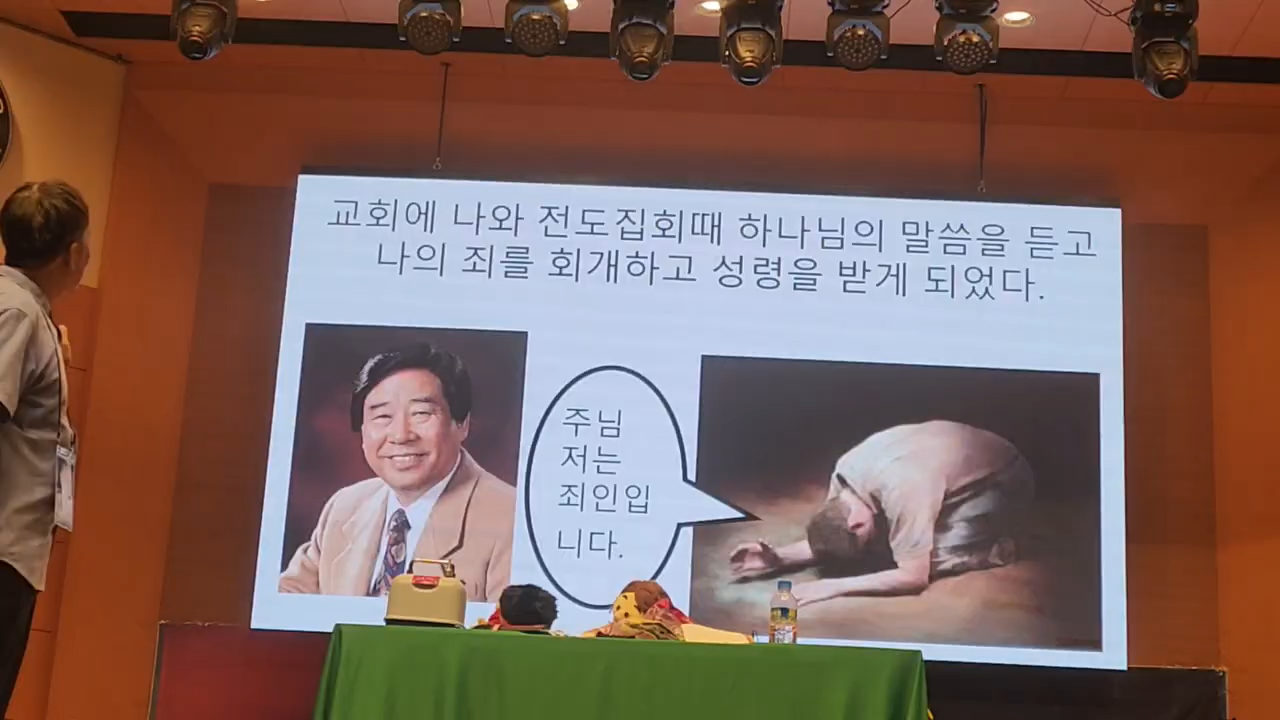 교회에 나와 전도집회때 하나님의 말씀을 듣고
나의 죄를 회개하고 성령을 받게 되었다.
주님
저는
죄인입
니다.